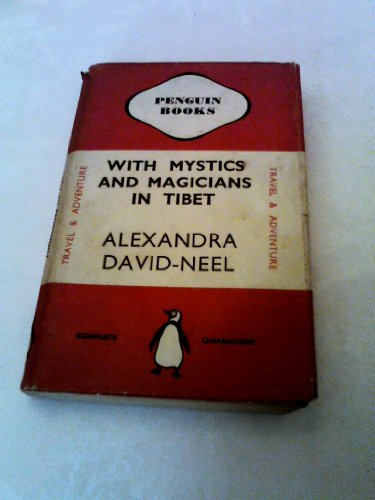 PENGUIN
BOOKS
WITH MYSTICS
AND MAGICIANS
IN TIBET
ALEXANDRA
DAVID-NEEL
TRAVEL & ADVENTURE
TRAVEL & ADVENTURE
COMPLETE
UNABRIDGED